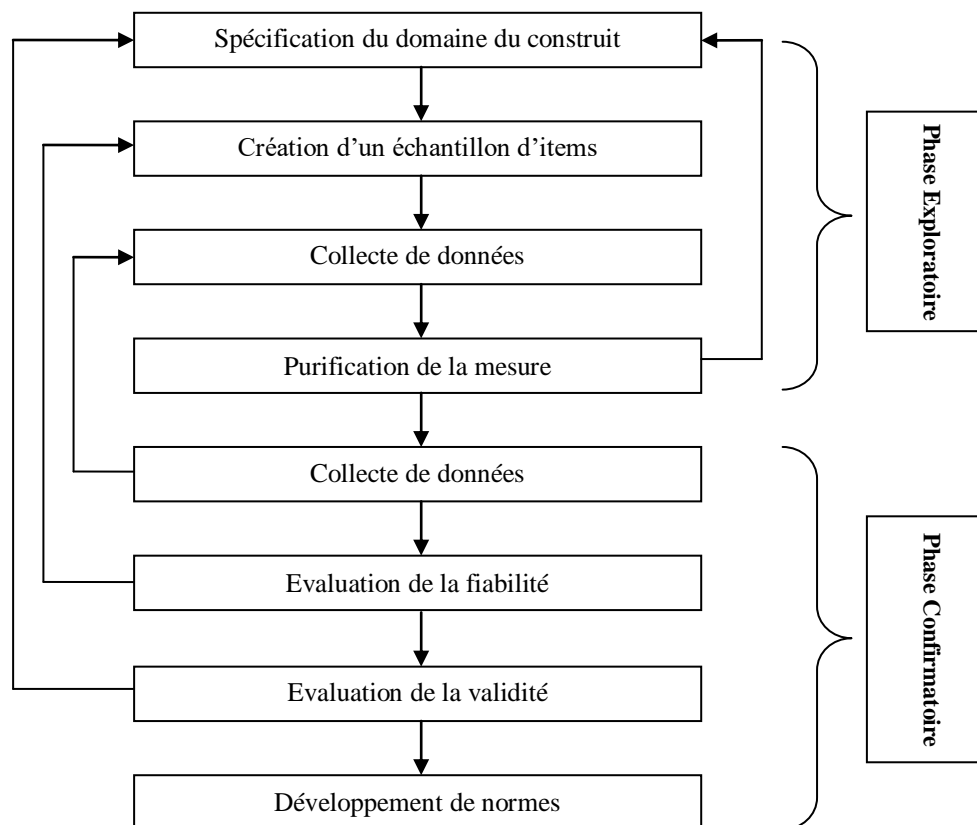 Spécification du domaine du construit
Création d’un échantillon d’items
Collecte de données
Purification de la mesure
Phase Exploratoire
Collecte de données
Evaluation de la fiabilité
Evaluation de la validité
Développement de normes
Phase Confirmatoire